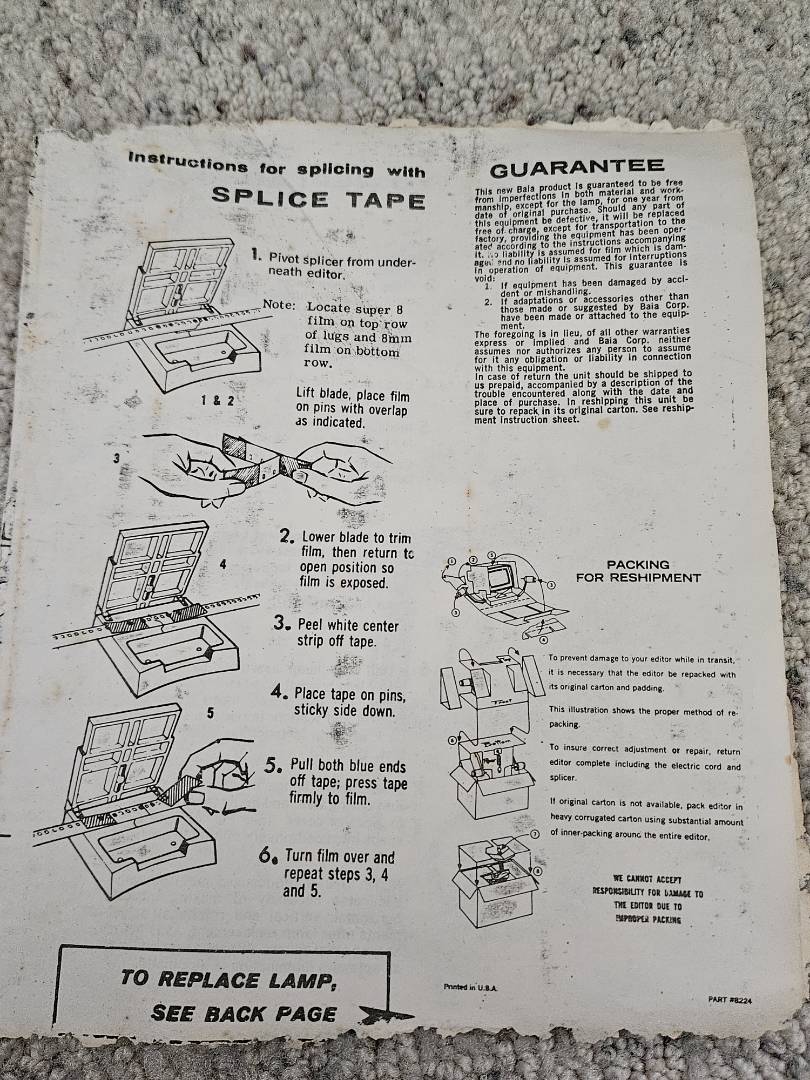 Instructions for splicing with
SPLICE TAPE
1. Pivot splicer from under-
neath editor.
Note: Locate super 8
film on top row
of lugs and 8mm
film on bottom
row.
Lift blade, place film
on pins with overlap
as indicated.
1 & 2
3
2. Lower blade to trim
film, then return to
open position so
film is exposed.
4
3. Peel white center
strip off tape.
4. Place tape on pins,
sticky side down.
5
5. Pull both blue ends
off tape; press tape
firmly to film.
6. Turn film over and
repeat steps 3, 4
and 5.
TO REPLACE LAMP,
SEE BACK PAGE
GUARANTEE
This new Baia product is guaranteed to be free
from imperfections in both material and work-
manship, except for the lamp, for one year from
date of original purchase. Should any part of
this equipment be defective, it will be replaced
free of charge, except for transportation to the
factory, providing the equipment has been oper-
ated according to the instructions accompanying
it. No liability is assumed for film which is dam-
and no liability is assumed for interruptions
in operation of equipment. This guarantee is
void:
1. If equipment has been damaged by acci-
dent or mishandling.
2. If adaptations or accessories other than
those made or suggested by Baia Corp.
have been made or attached to the equip-
ment.
The foregoing is in lieu, of all other warranties
express or implied and Baia Corp. neither
assumes nor authorizes any person to assume
for it any obligation or liability in connection
with this equipment.
In case of return the unit should be shipped to
us prepaid, accompanied by a description of the
trouble encountered along with the date and
place of purchase. In reshipping this unit be
sure to repack in its original carton. See reship-
ment instruction sheet.
PACKING
FOR RESHIPMENT
To prevent damage to your editor while in transit,
it is necessary that the editor be repacked with
its original carton and padding.
This illustration shows the proper method of re-
packing.
To insure correct adjustment or repair, return
editor complete including the electric cord and
splicer.
If original carton is not available, pack editor in
heavy corrugated carton using substantial amount
of inner-packing around the entire editor.
WE CANNOT ACCEPT
RESPONSIBILITY FOR DAMAGE TO
THE EDITOR DUE TO
IMPROPER PACKING
Printed in U.S.A.
PART #8224